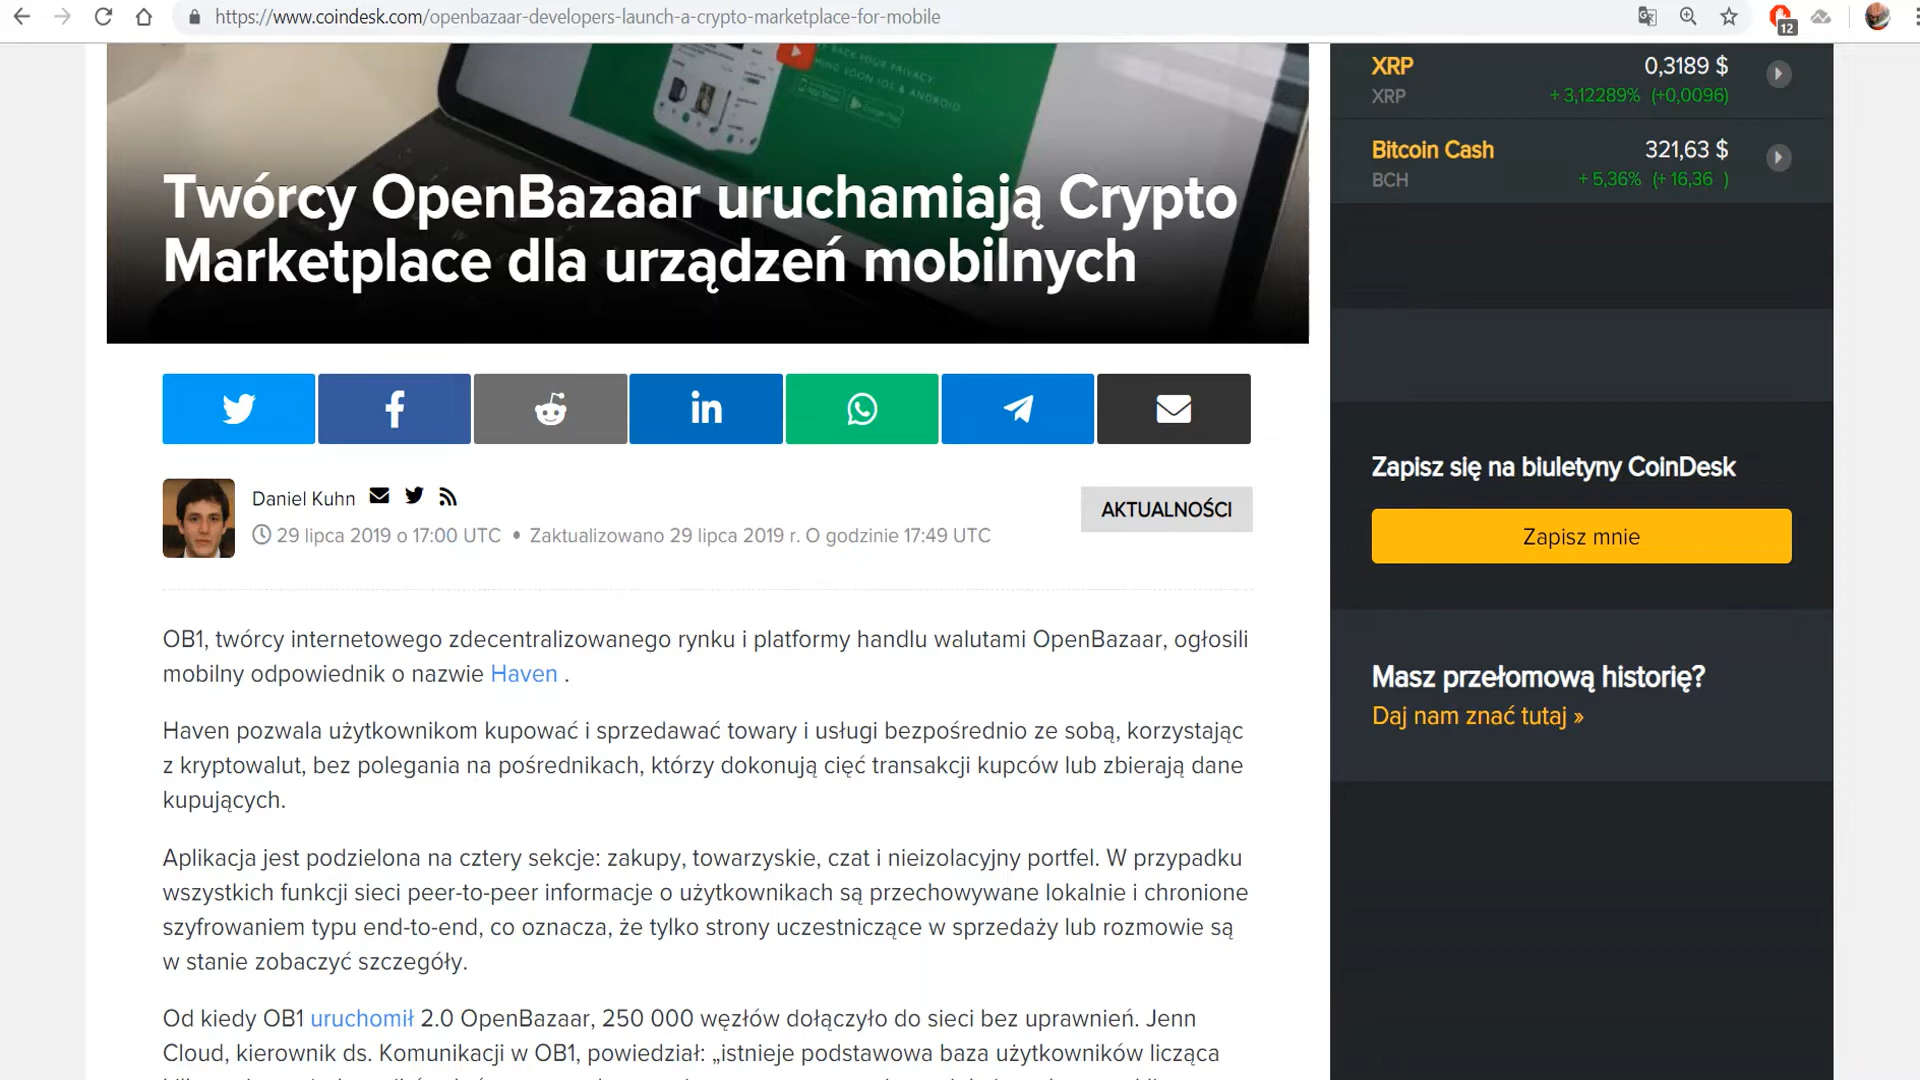 https://www.coindesk.com/openbazaar-developers-launch-a-crypto-marketplace-for-mobile
12
BACK YOUR PRIVACY.
MING SOON IOS & ANDROID
Twórcy OpenBazaar uruchamiają Crypto
Marketplace dla urządzeń mobilnych
Daniel Kuhn
29 lipca 2019 o 17:00 UTC • Zaktualizowano 29 lipca 2019 r. O godzinie 17:49 UTC
AKTUALNOŚCI
OB1, twórcy internetowego zdecentralizowanego rynku i platformy handlu walutami OpenBazaar, ogłosili
mobilny odpowiednik o nazwie Haven .
Haven pozwala użytkownikom kupować i sprzedawać towary i usługi bezpośrednio ze sobą, korzystając
z kryptowalut, bez polegania na pośrednikach, którzy dokonują cięć transakcji kupców lub zbierają dane
kupujących.
Aplikacja jest podzielona na cztery sekcje: zakupy, towarzyskie, czat i nieizolacyjny portfel. W przypadku
wszystkich funkcji sieci peer-to-peer informacje o użytkownikach są przechowywane lokalnie i chronione
szyfrowaniem typu end-to-end, co oznacza, że tylko strony uczestniczące w sprzedaży lub rozmowie są
w stanie zobaczyć szczegóły.
Od kiedy OB1 uruchomił 2.0 OpenBazaar, 250 000 węzłów dołączyło do sieci bez uprawnień. Jenn
Cloud, kierownik ds. Komunikacji w OB1, powiedział: „istnieje podstawowa baza użytkowników licząca
XRP 0,3189 $
XRP + 3,12289% (+0,0096)
Bitcoin Cash 321,63 $
BCH + 5,36% (+ 16,36 )
Zapisz się na biuletyny CoinDesk
Zapisz mnie
Masz przełomową historię?
Daj nam znać tutaj »